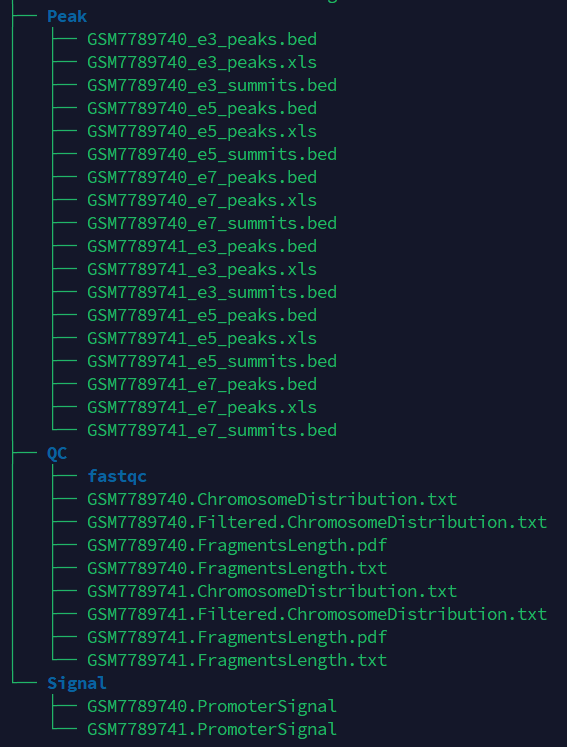 Peak
GSM7789740_e3_peaks.bed
GSM7789740_e3_peaks.xls
GSM7789740_e3_summits.bed
GSM7789740_e5_peaks.bed
GSM7789740_e5_peaks.xls
GSM7789740_e5_summits.bed
GSM7789740_e7_peaks.bed
GSM7789740_e7_peaks.xls
GSM7789740_e7_summits.bed
GSM7789741_e3_peaks.bed
GSM7789741_e3_peaks.xls
GSM7789741_e3_summits.bed
GSM7789741_e5_peaks.bed
GSM7789741_e5_peaks.xls
GSM7789741_e5_summits.bed
GSM7789741_e7_peaks.bed
GSM7789741_e7_peaks.xls
GSM7789741_e7_summits.bed
QC
fastqc
GSM7789740.ChromosomeDistribution.txt
GSM7789740.Filtered.ChromosomeDistribution.txt
GSM7789740.FragmentsLength.pdf
GSM7789740.FragmentsLength.txt
GSM7789741.ChromosomeDistribution.txt
GSM7789741.Filtered.ChromosomeDistribution.txt
GSM7789741.FragmentsLength.pdf
GSM7789741.FragmentsLength.txt
Signal
GSM7789740.PromoterSignal
GSM7789741.PromoterSignal